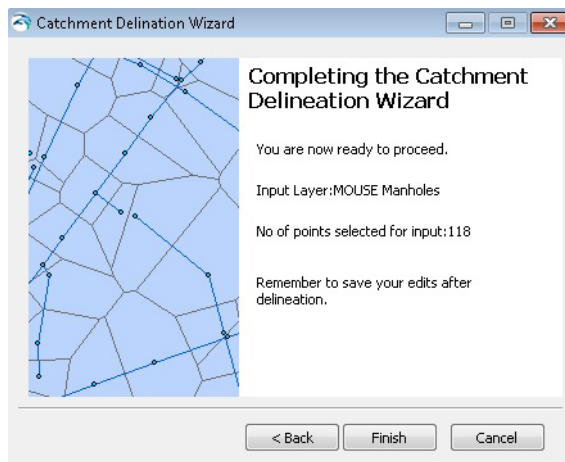 Catchment Delination Wizard
Completing the Catchment
Delineation Wizard
You are now ready to proceed.
Input Layer:MOUSE Manholes
No of points selected for input:118
Remember to save your edits after
delineation.
< Back
Finish
Cancel